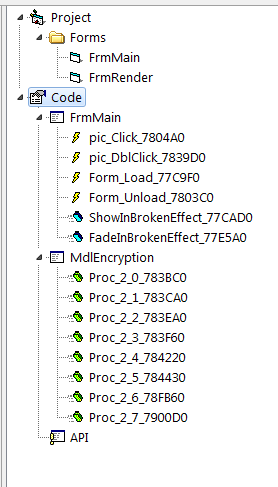 Project
Forms
FrmMain
FrmRender
Code
FrmMain
pic_Click_7804A0
pic_DblClick_7839D0
Form_Load_77C9F0
Form_Unload_7803C0
ShowInBrokenEffect_77CAD0
FadeInBrokenEffect_77E5A0
MdlEncryption
Proc_2_0_783BC0
Proc_2_1_783CA0
Proc_2_2_783EA0
Proc_2_3_783F60
Proc_2_4_784220
Proc_2_5_784430
Proc_2_6_78FB60
Proc_2_7_7900D0
API